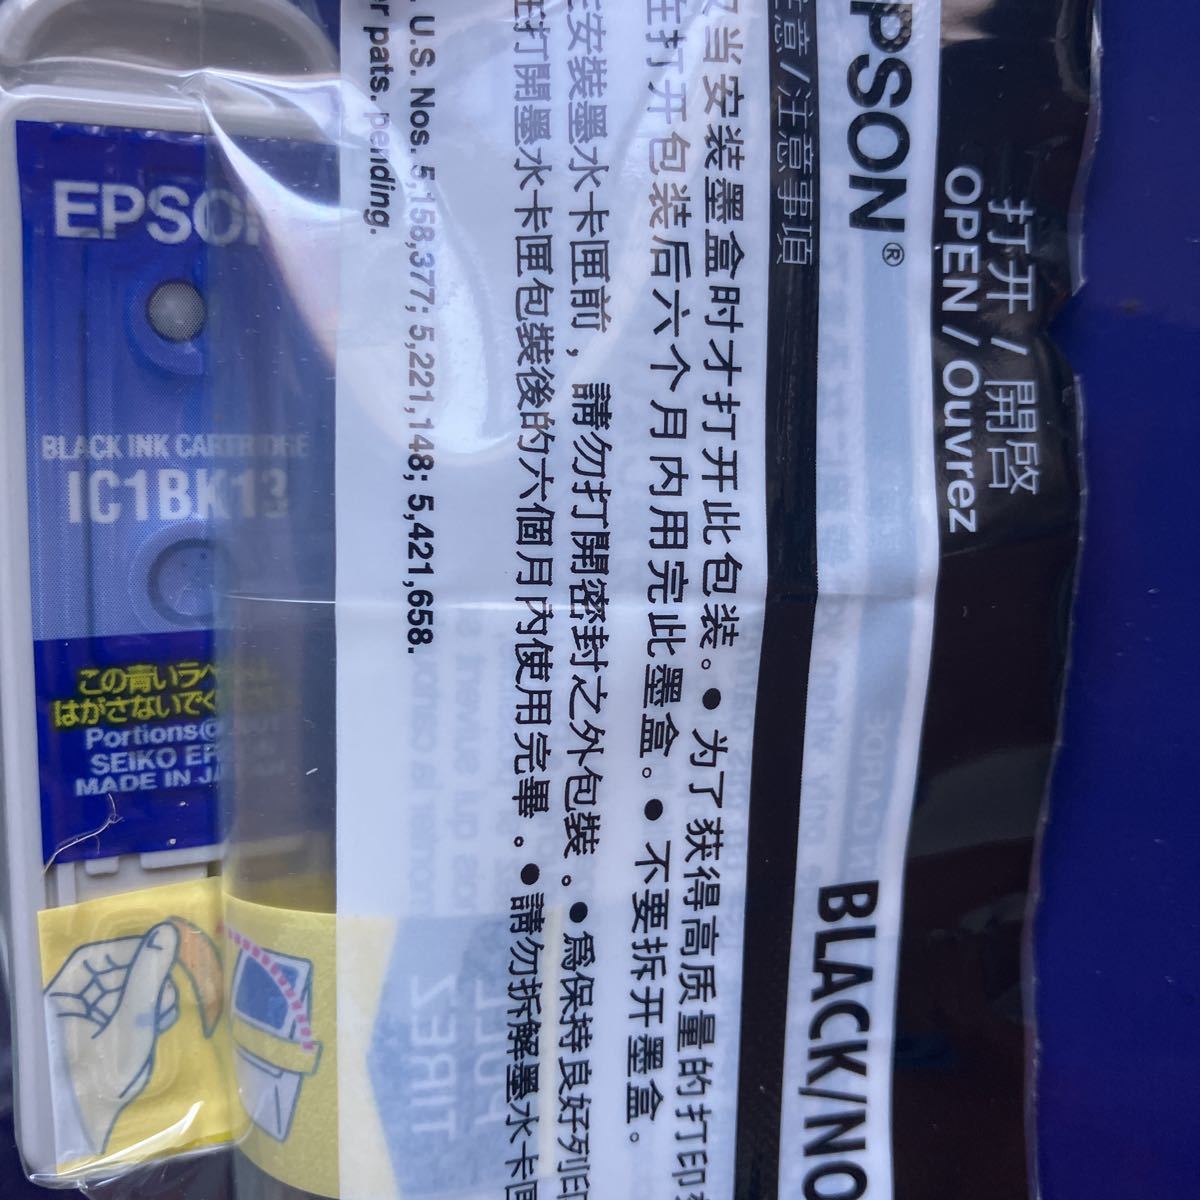 EPSON
BLACK INK CARTRIDGE
IC1BK13
この青いラベ
はがさないでく
Portions©
SEIKO EP
MADE IN JA
打开 / 開啓
OPEN / Ouvrez
PSON®
BLACK/NO
意/注意事項
当安装墨盒时才打开此包装。● 为了获得高质量的打印
在打开包装后六个月内用完此墨盒。● 不要拆开墨盒。
在安裝墨水卡匣前，請勿打開密封之外包裝。● 爲保持良好列印
在打開墨水卡匣包裝後的六個月內使用完畢。● 請勿拆解墨水卡匣
U.S. Nos. 5,158,377; 5,221,148; 5,421,658.
r pats. pending.
TIREZ
PULL